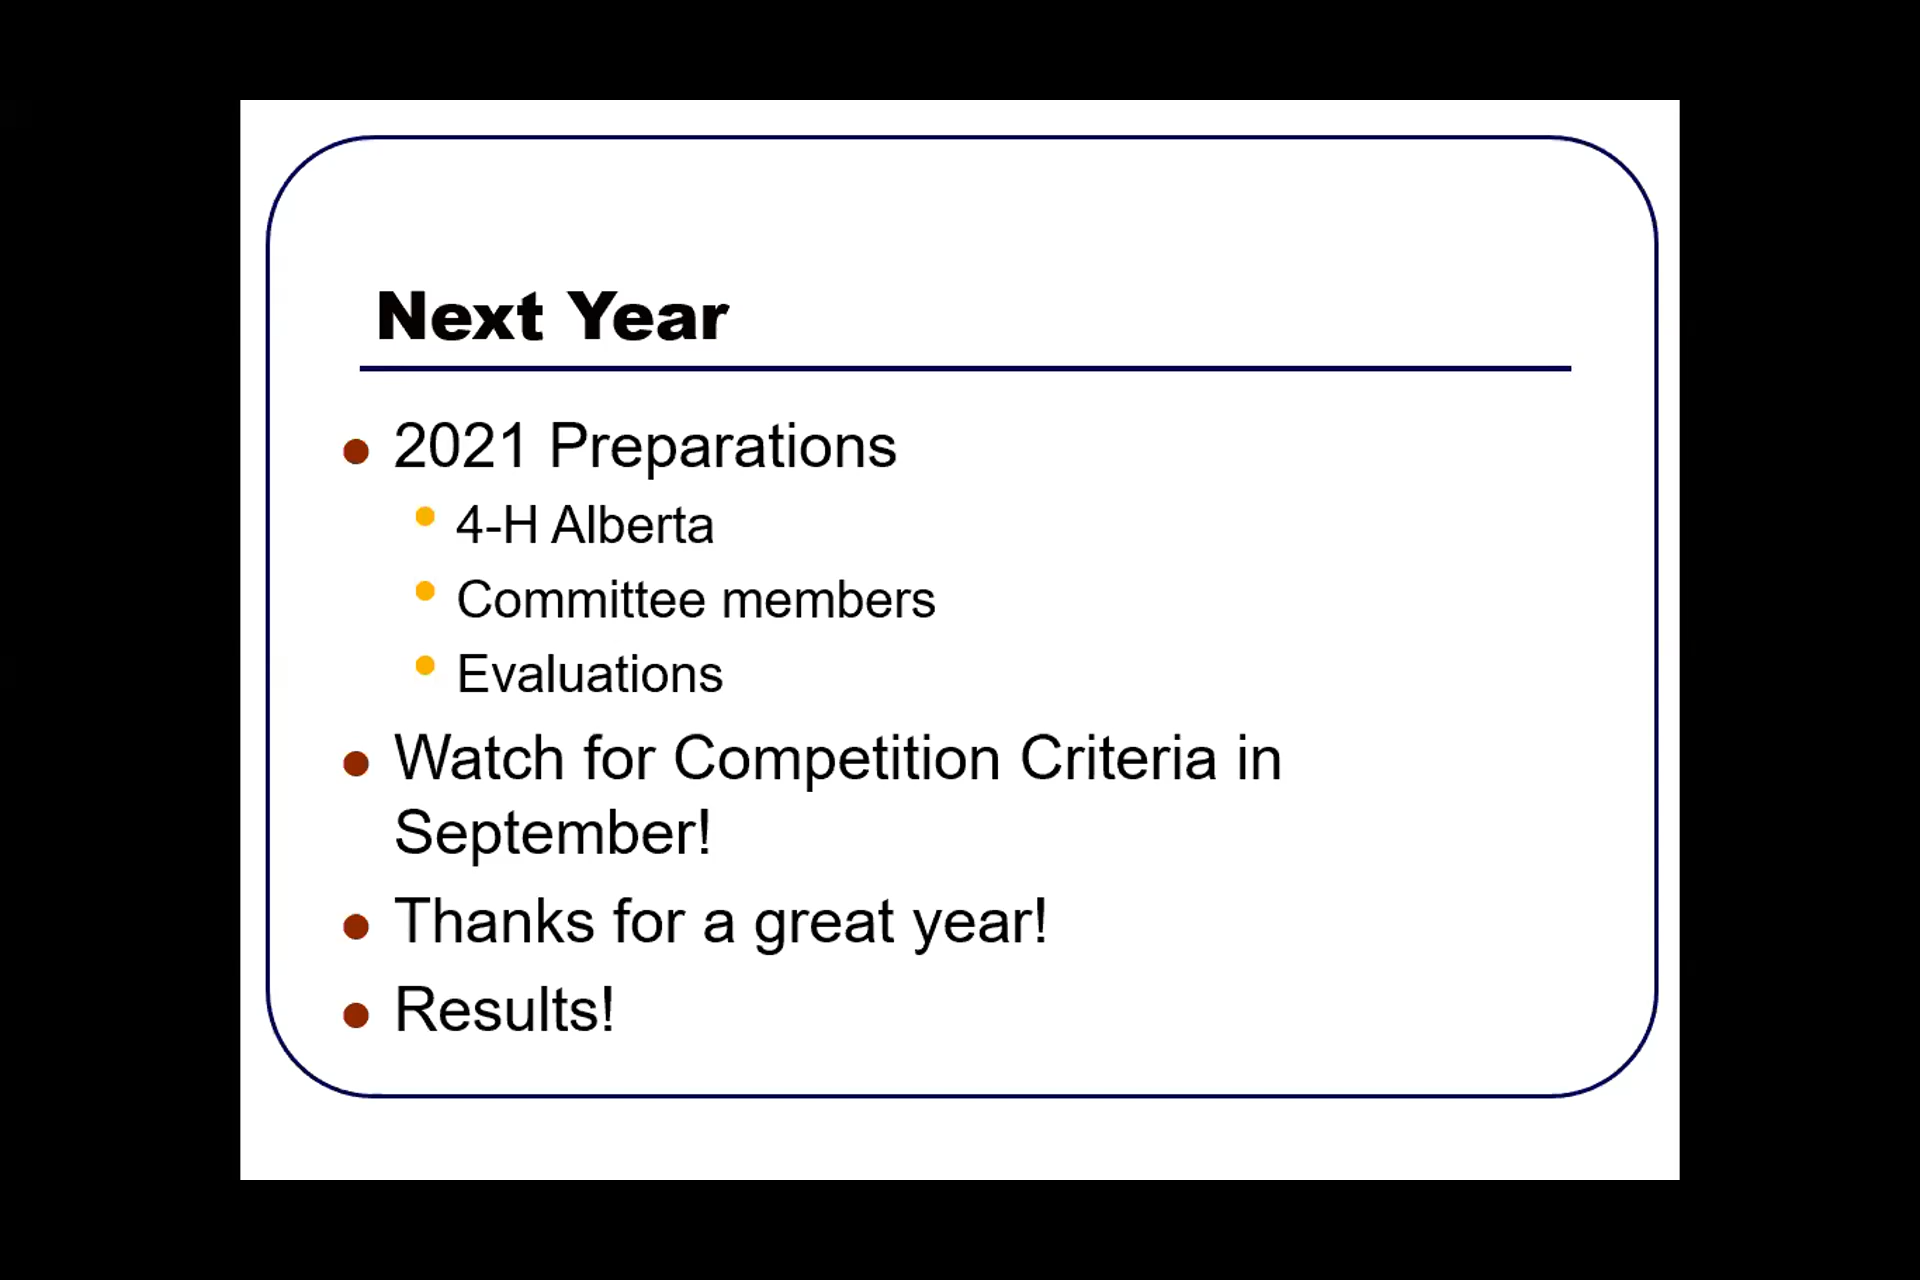 Next Year
2021 Preparations
4-H Alberta
Committee members
Evaluations
Watch for Competition Criteria in
September!
Thanks for a great year!
Results!